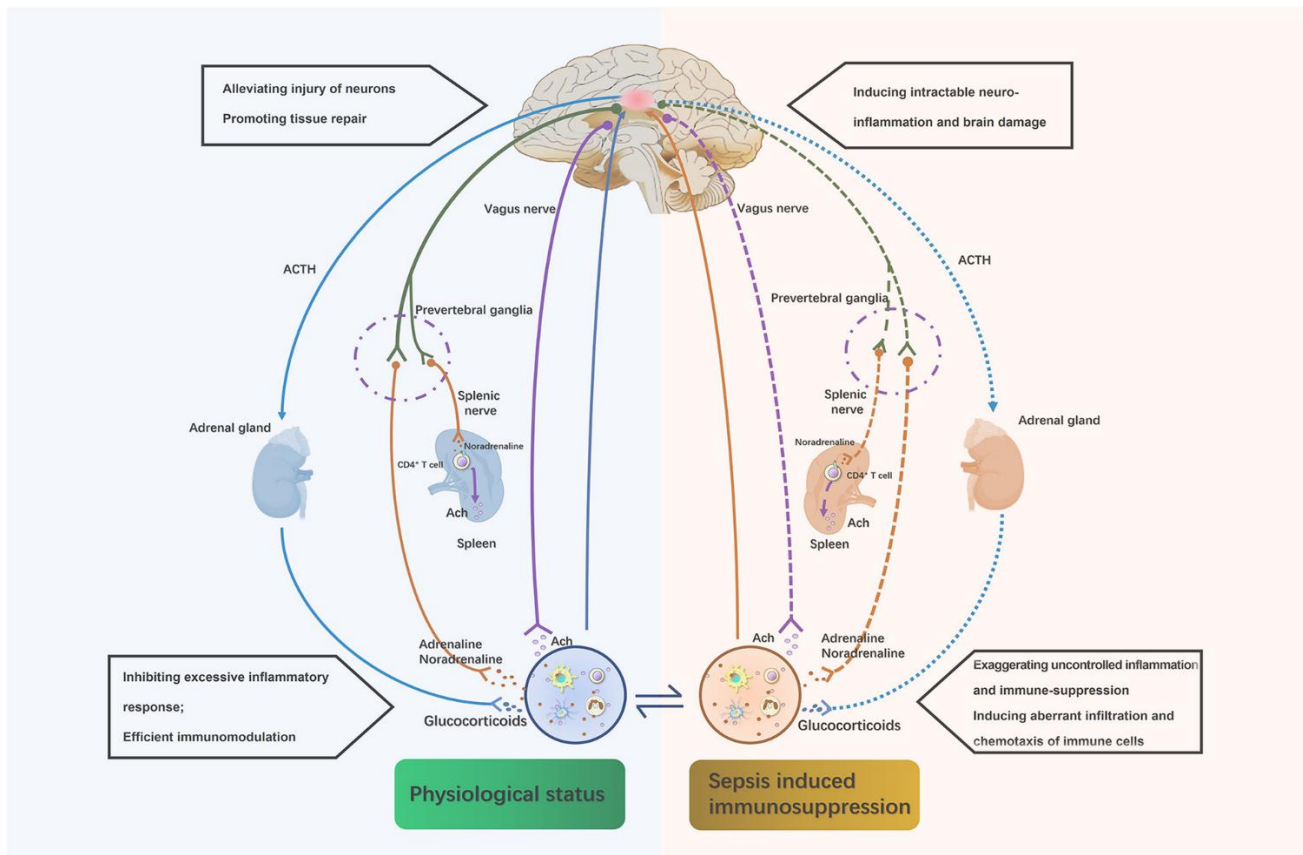 Alleviating injury of neurons
Promoting tissue repair
Inducing intractable neuro-
inflammation and brain damage
Vagus nerve
Vagus nerve
ACTH
ACTH
Prevertebral ganglia
Prevertebral ganglia
Splenic
nerve
Splenic
nerve
Adrenal gland
Adrenal gland
Noradrenaline
CD4⁺ T cell
Ach
Spleen
Noradrenaline
CD4⁺ T cell
Ach
Spleen
Ach
Adrenaline
Noradrenaline
Glucocorticoids
Ach
Adrenaline
Noradrenaline
Glucocorticoids
Inhibiting excessive inflammatory
response;
Efficient immunomodulation
Exaggerating uncontrolled inflammation
and immune-suppression
Inducing aberrant infiltration and
chemotaxis of immune cells
Physiological status
Sepsis induced
immunosuppression